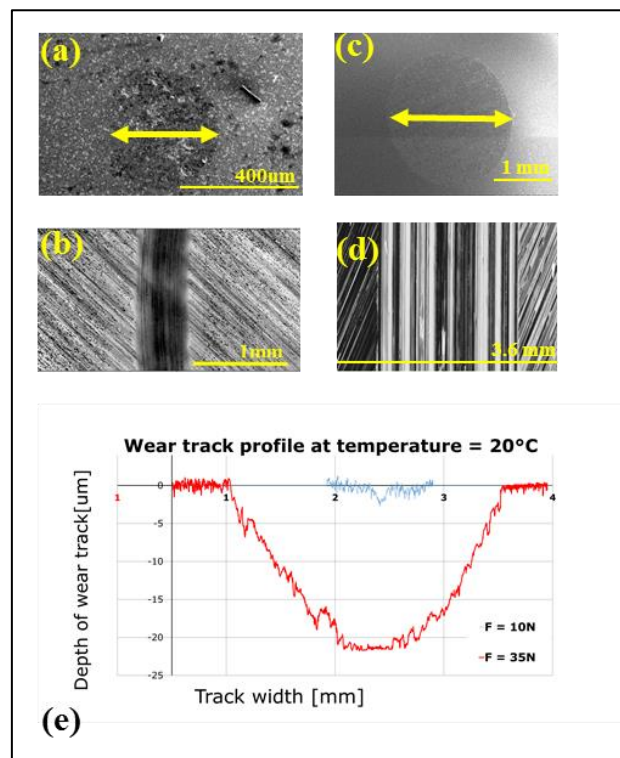 (a)
400um
(c)
1 mm
(b)
1mm
(d)
3.6 mm
Wear track profile at temperature = 20°C
Depth of wear track[um]
0
-5
-10
-15
-20
-25
1
1
2
3
4
F = 10N
F = 35N
Track width [mm]
(e)